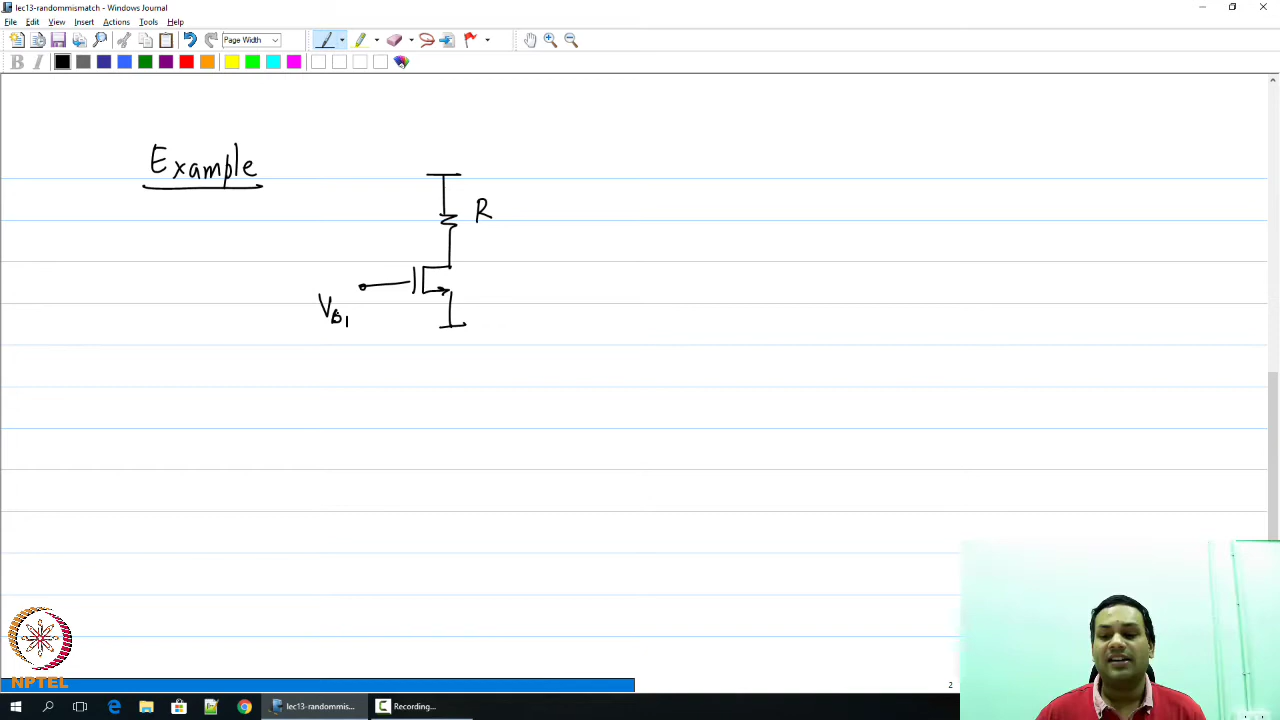 lec13-randommismatch - Windows Journal
File Edit View Insert Actions Tools Help
Page Width
B I
Example
R
V_B1
2
NPTEL
lec13-randommis...
Recording...